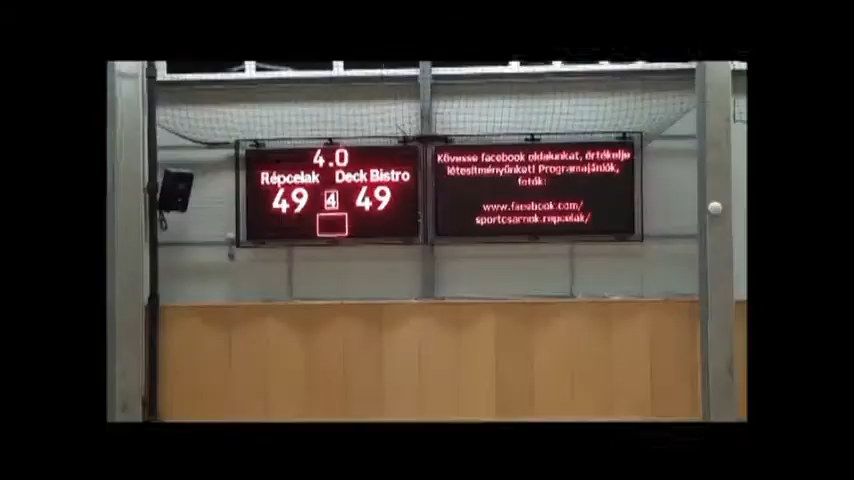 4.0
Répcelak Deck Bistro
49 4 49
Kövesse facebook oldalunkat, értékelje
létesítményünket! Programajánlók,
fotók:
www.facebook.com/
sportcsarnok.repcelak/